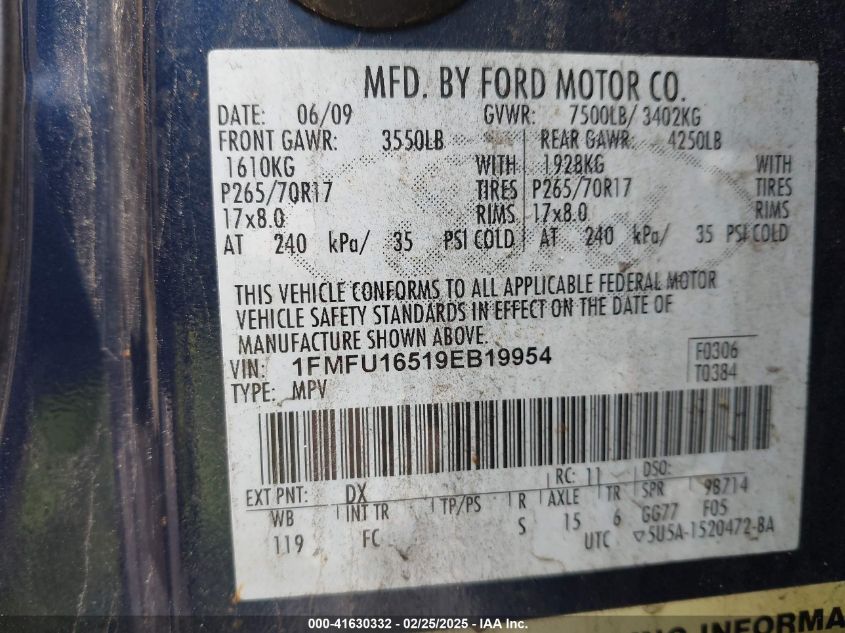 MFD. BY FORD MOTOR CO.
DATE: 06/09 GVWR: 7500LB/ 3402KG
FRONT GAWR: 3550LB REAR GAWR: 4250LB
1610KG WITH 1928KG WITH
P265/70R17 TIRES P265/70R17 TIRES
17x8.0 RIMS 17x8.0 RIMS
AT 240 kPa/ 35 PSI COLD AT 240 kPa/ 35 PSI COLD
THIS VEHICLE CONFORMS TO ALL APPLICABLE FEDERAL MOTOR
VEHICLE SAFETY STANDARDS IN EFFECT ON THE DATE OF
MANUFACTURE SHOWN ABOVE.
VIN: 1FMFU16519EB19954 F0306
TYPE: MPV T0384
EXT PNT: DX RC: 11 DSO:
WB INT TR TP/PS R AXLE TR SPR 98714
119 FC S 15 6 GG77 F05
UTC ▽5U5A-1520472-BA
NG INFORMA
000-41630332 - 02/25/2025 - IAA Inc.